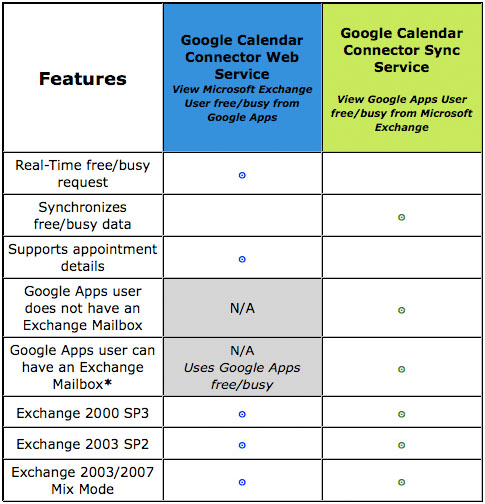 Features
Google Calendar
Connector Web
Service
View Microsoft Exchange
User free/busy from
Google Apps
Google Calendar
Connector Sync
Service
View Google Apps User
free/busy from Microsoft
Exchange
Real-Time free/busy
request
Synchronizes
free/busy data
Supports appointment
details
Google Apps user
does not have an
Exchange Mailbox
N/A
Google Apps user can
have an Exchange
Mailbox*
N/A
Uses Google Apps
free/busy
Exchange 2000 SP3
Exchange 2003 SP2
Exchange 2003/2007
Mix Mode